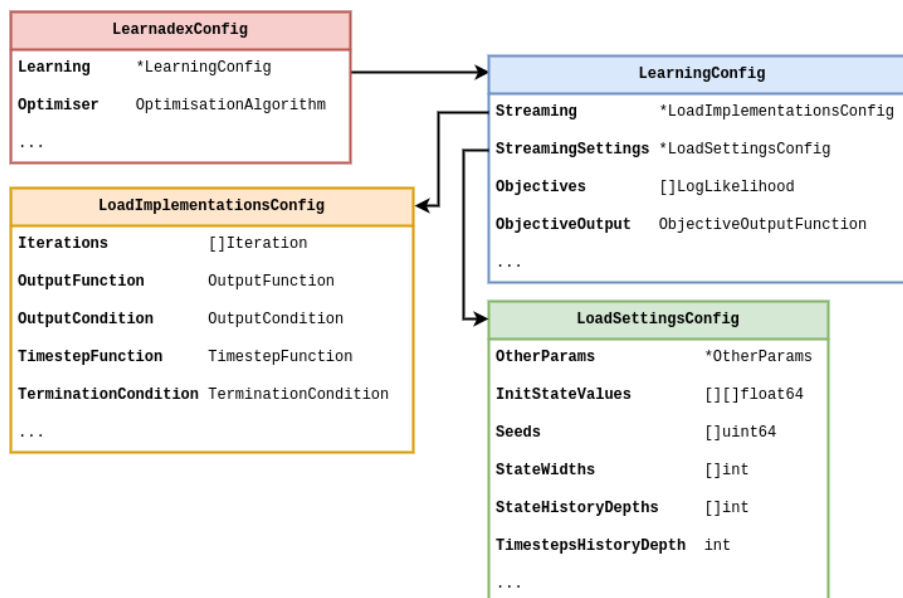 LearnadexConfig
Learning *LearningConfig
Optimiser OptimisationAlgorithm
...
LearningConfig
Streaming *LoadImplementationsConfig
StreamingSettings *LoadSettingsConfig
Objectives []LogLikelihood
ObjectiveOutput ObjectiveOutputFunction
...
LoadImplementationsConfig
Iterations []Iteration
OutputFunction OutputFunction
OutputCondition OutputCondition
TimestepFunction TimestepFunction
TerminationCondition TerminationCondition
...
LoadSettingsConfig
OtherParams *OtherParams
InitStateValues [][]float64
Seeds []uint64
StateWidths []int
StateHistoryDepths []int
TimestepsHistoryDepth int
...